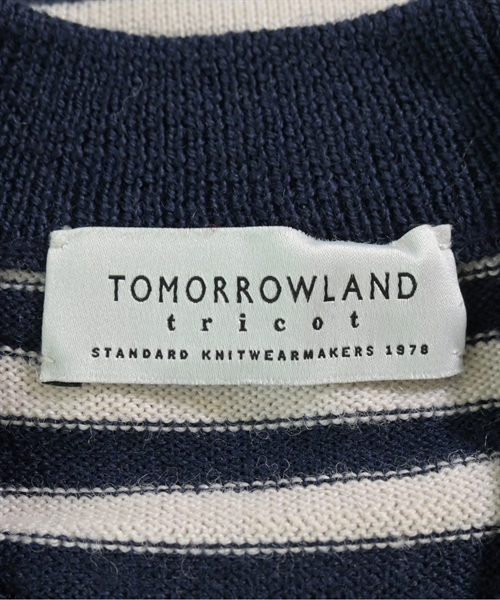 TOMORROWLAND
tricot
STANDARD KNITWEARMAKERS 1978